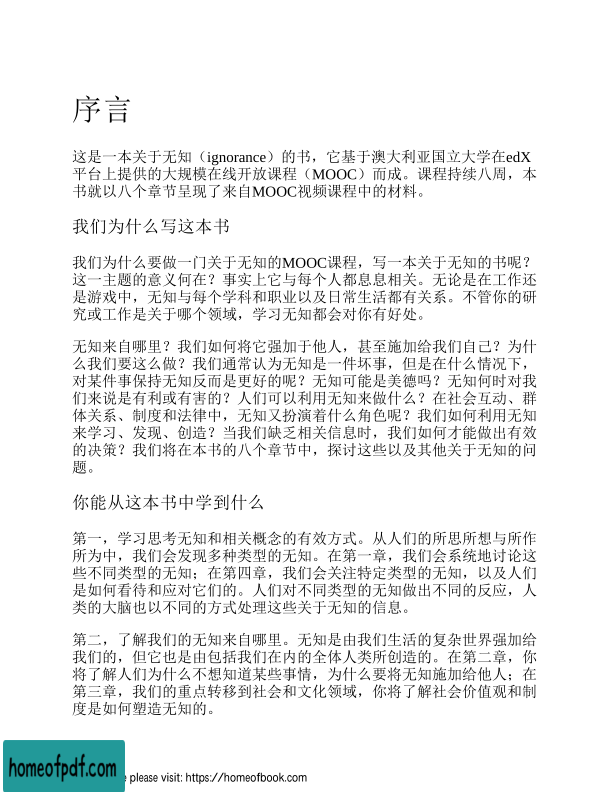 序言
这是一本关于无知（ignorance）的书，它基于澳大利亚国立大学在edX
平台上提供的大规模在线开放课程（MOOC）而成。课程持续八周，本
书就以八个章节呈现了来自MOOC视频课程中的材料。
我们为什么写这本书
我们为什么要做一门关于无知的MOOC课程，写一本关于无知的书呢？
这一主题的意义何在？事实上它与每个人都息息相关。无论是在工作还
是游戏中，无知与每个学科和职业以及日常生活都有关系。不管你的研
究或工作是关于哪个领域，学习无知都会对你有好处。
无知来自哪里？我们如何将它强加于他人，甚至施加给我们自己？为什
么我们要这么做？我们通常认为无知是一件坏事，但是在什么情况下，
对某件事保持无知反而是更好的呢？无知可能是美德吗？无知何时对我
们来说是有利或有害的？人们可以利用无知来做什么？在社会互动、群
体关系、制度和法律中，无知又扮演着什么角色呢？我们如何利用无知
来学习、发现、创造？当我们缺乏相关信息时，我们如何才能做出有效
的决策？我们将在本书的八个章节中，探讨这些以及其他关于无知的问
题。
你能从这本书中学到什么
第一，学习思考无知和相关概念的有效方式。从人们的所思所想与所作
所为中，我们会发现多种类型的无知。在第一章，我们会系统地讨论这
些不同类型的无知；在第四章，我们会关注特定类型的无知，以及人们
是如何看待和应对它们的。人们对不同类型的无知做出不同的反应，人
类的大脑也以不同的方式处理这些关于无知的信息。
第二，了解我们的无知来自哪里。无知是由我们生活的复杂世界强加给
我们的，但它也是由包括我们在内的全体人类所创造的。在第二章，你
将了解人们为什么不想知道某些事情，为什么要将无知施加给他人；在
第三章，我们的重点转移到社会和文化领域，你将了解社会价值观和制
度是如何塑造无知的。
homeofpdf.com
e please visit: https://homeofbook.com